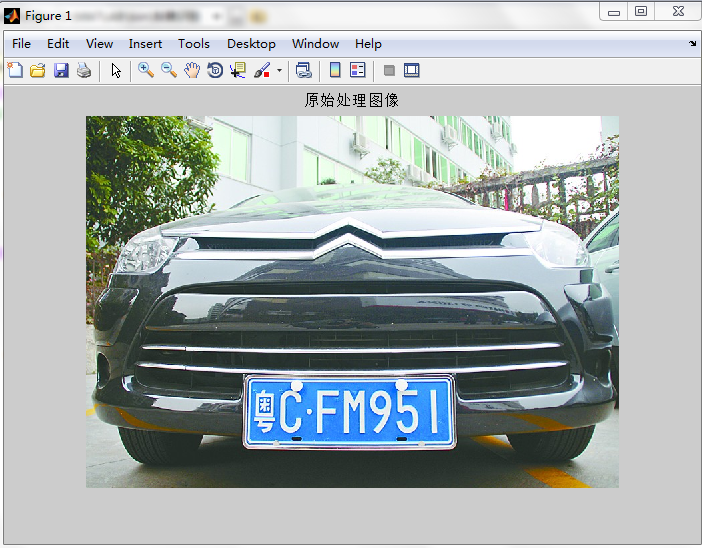 Figure 1
File Edit View Insert Tools Desktop Window Help
原始处理图像
粤C·FM951